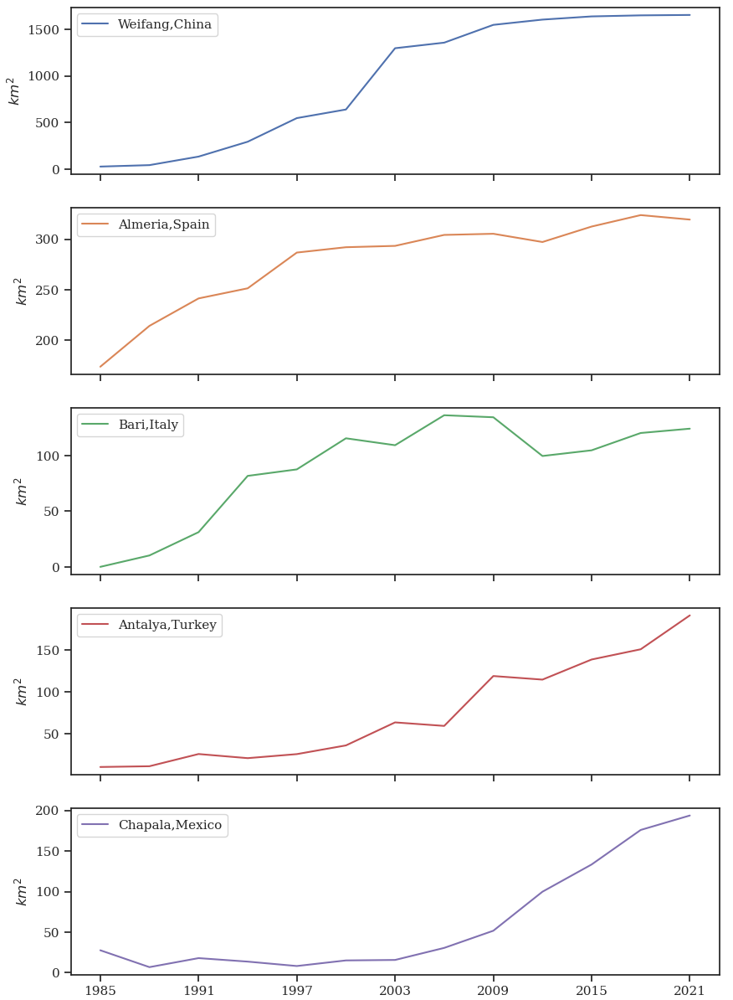 Weifang,China
1500
1000
500
0
km²
Almeria,Spain
300
250
200
km²
Bari,Italy
100
50
0
km²
Antalya,Turkey
150
100
50
km²
Chapala,Mexico
200
150
100
50
0
km²
1985 1991 1997 2003 2009 2015 2021